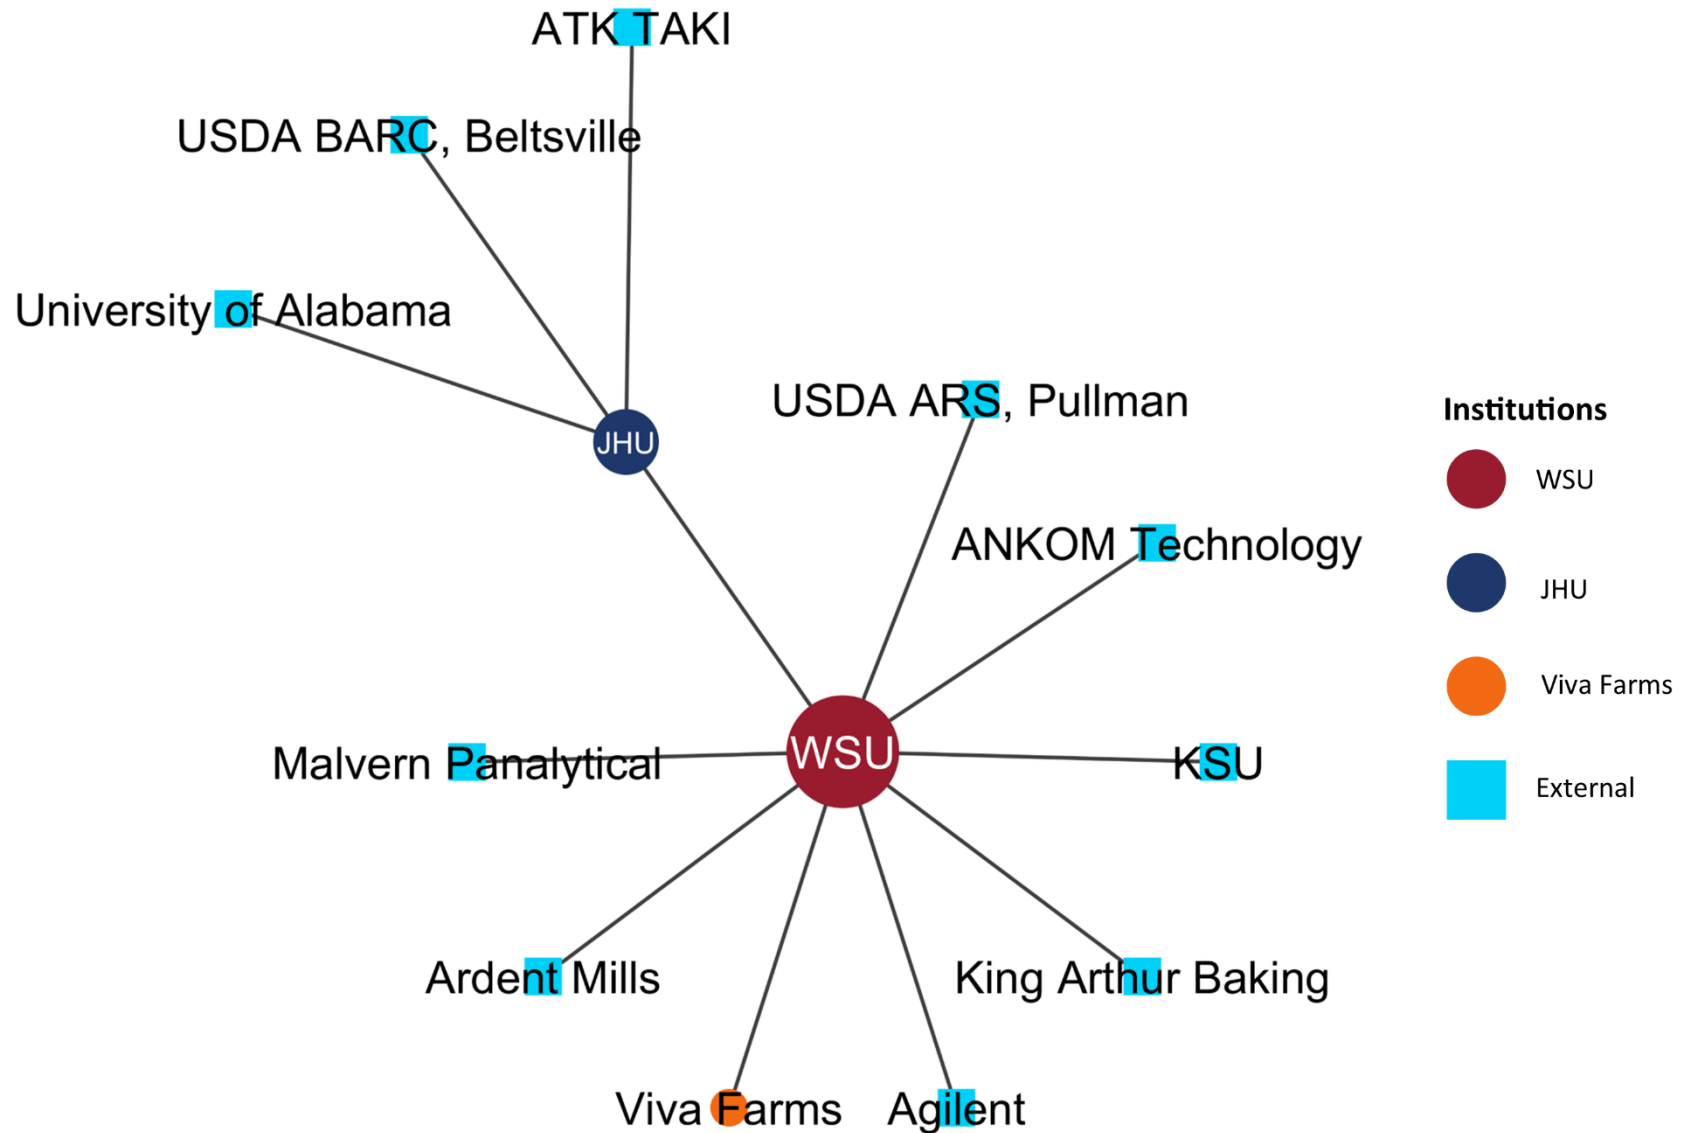 ATK TAKI
USDA BARC, Beltsville
University of Alabama
JHU
USDA ARS, Pullman
ANKOM Technology
Malvern Panalytical
WSU
KSU
Ardent Mills
King Arthur Baking
Viva Farms
Agilent
Institutions
WSU
JHU
Viva Farms
External